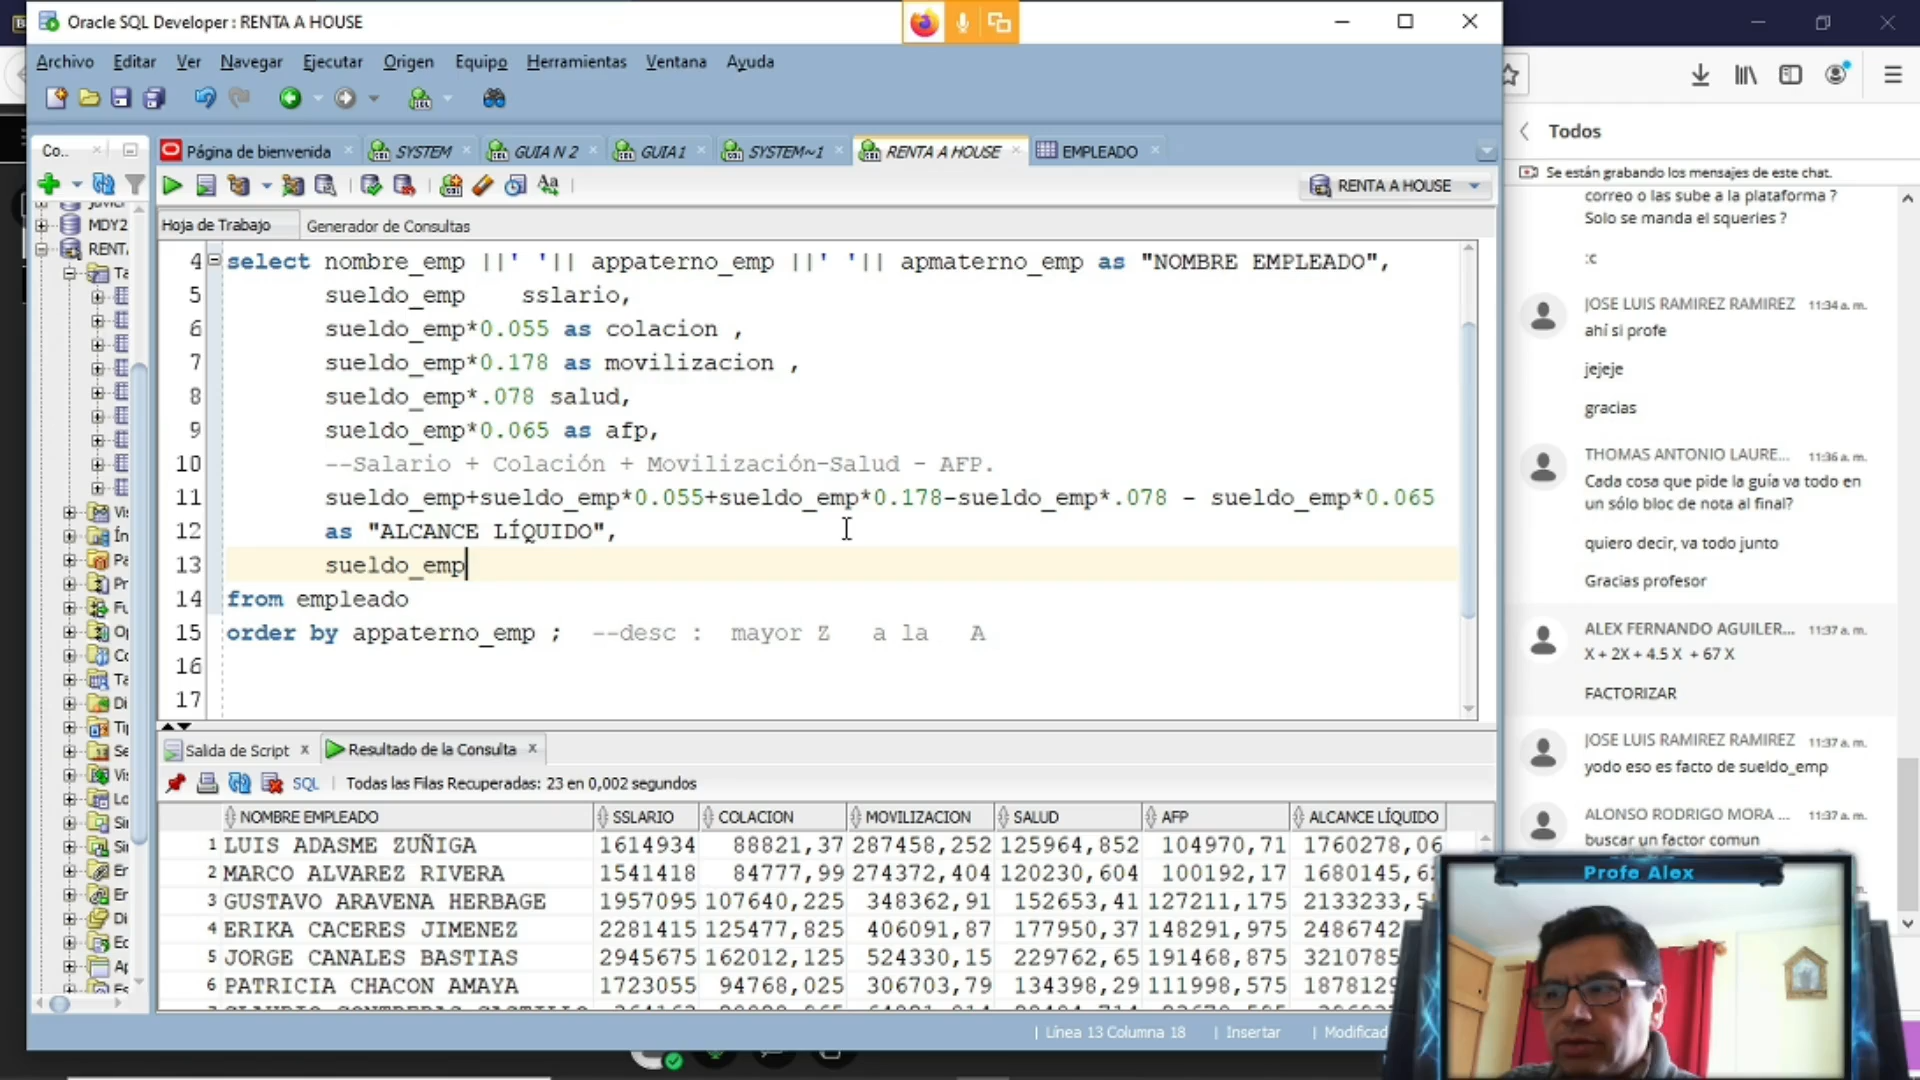 Oracle SQL Developer : RENTA A HOUSE
Archivo Editar Ver Navegar Ejecutar Origen Equipo Herramientas Ventana Ayuda
Co..
Página de bienvenida
SYSTEM
GUIA N 2
GUIA1
SYSTEM~1
RENTA A HOUSE
EMPLEADO
RENTA A HOUSE
Hoja de Trabajo
Generador de Consultas
MDY2
RENT
4 select nombre_emp ||' '|| appaterno_emp ||' '|| apmaterno_emp as "NOMBRE EMPLEADO",
5 sueldo_emp sslario,
6 sueldo_emp*0.055 as colacion ,
7 sueldo_emp*0.178 as movilizacion ,
8 sueldo_emp*.078 salud,
9 sueldo_emp*0.065 as afp,
10 --Salario + Colación + Movilización-Salud - AFP.
11 sueldo_emp+sueldo_emp*0.055+sueldo_emp*0.178-sueldo_emp*.078 - sueldo_emp*0.065
12 as "ALCANCE LÍQUIDO",
13 sueldo_emp
14 from empleado
15 order by appaterno_emp ; --desc : mayor Z a la A
16
17
Salida de Script
Resultado de la Consulta
SQL
Todas las Filas Recuperadas: 23 en 0,002 segundos
NOMBRE EMPLEADO SSLARIO COLACION MOVILIZACION SALUD AFP ALCANCE LÍQUIDO
1 LUIS ADASME ZUÑIGA 1614934 88821,37 287458,252 125964,852 104970,71 1760278,06
2 MARCO ALVAREZ RIVERA 1541418 84777,99 274372,404 120230,604 100192,17 1680145,6
3 GUSTAVO ARAVENA HERBAGE 1957095 107640,225 348362,91 152653,41 127211,175 2133233,5
4 ERIKA CACERES JIMENEZ 2281415 125477,825 406091,87 177950,37 148291,975 2486742
5 JORGE CANALES BASTIAS 2945675 162012,125 524330,15 229762,65 191468,875 3210785
6 PATRICIA CHACON AMAYA 1723055 94768,025 306703,79 134398,29 111998,575 1878129
Línea 13 Columna 18
Insertar
Modificad
Todos
Se están grabando los mensajes de este chat.
correo o las sube a la plataforma ?
Solo se manda el squeries ?
:c
JOSE LUIS RAMIREZ RAMIREZ 11:34 a. m.
ahí si profe
jejeje
gracias
THOMAS ANTONIO LAURE... 11:36 a. m.
Cada cosa que pide la guía va todo en
un sólo bloc de nota al final?
quiero decir, va todo junto
Gracias profesor
ALEX FERNANDO AGUILER... 11:37 a. m.
X + 2X + 4.5 X + 67 X
FACTORIZAR
JOSE LUIS RAMIREZ RAMIREZ 11:37 a. m.
yodo eso es facto de sueldo_emp
ALONSO RODRIGO MORA ... 11:37 a. m.
buscar un factor comun
Profe Alex